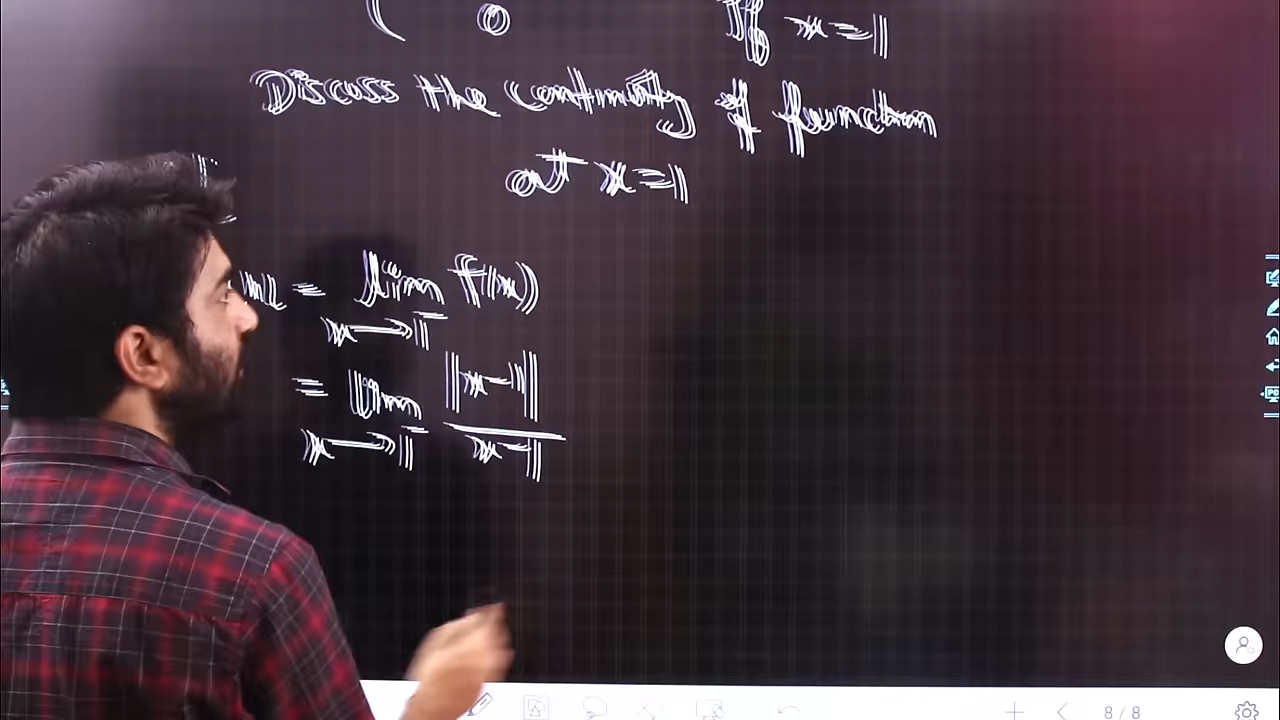 0 If x=1
Discuss the continuity of function
at x=1
= lim f(x)
x→1⁻
= lim |x-1|
x→1⁻ x-1
8/8